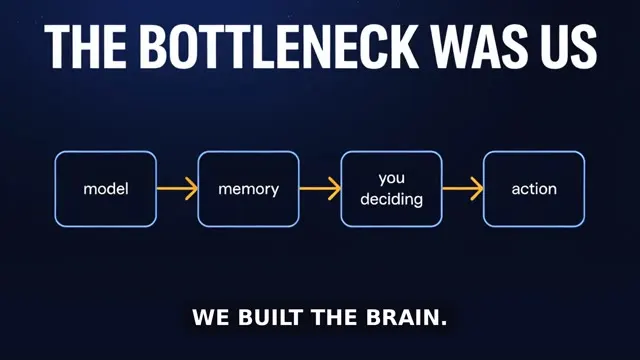 THE BOTTLENECK WAS US
model
memory
you
deciding
action
WE BUILT THE BRAIN.